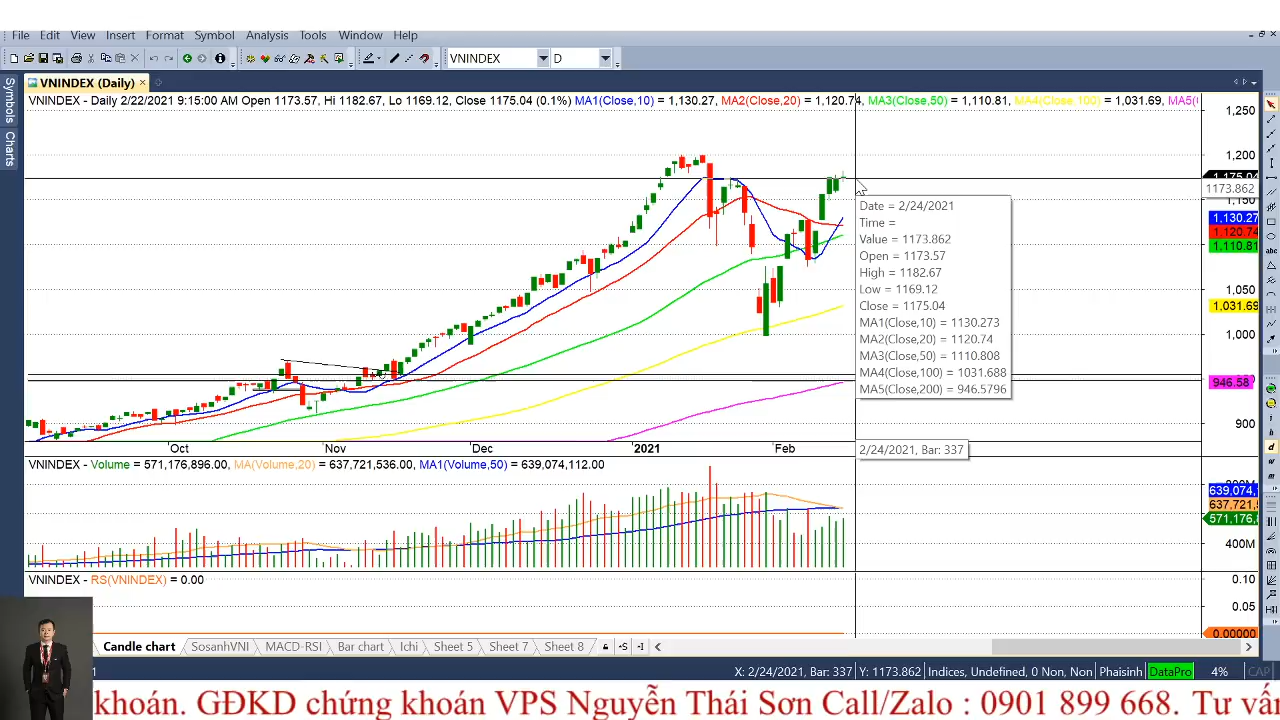 File Edit View Insert Format Symbol Analysis Tools Window Help
VNINDEX D
VNINDEX (Daily)
Symbols
Charts
VNINDEX - Daily 2/22/2021 9:15:00 AM Open 1173.57, Hi 1182.67, Lo 1169.12, Close 1175.04 (0.1%) MA1(Close,10) = 1,130.27, MA2(Close,20) = 1,120.74, MA3(Close,50) = 1,110.81, MA4(Close,100) = 1,031.69, MA5(
1,250
1,200
1,175.04
1173.862
1,150
1,130.27
1,120.74
1,110.81
1,050
1,031.69
1,000
946.58
900
Date = 2/24/2021
Time =
Value = 1173.862
Open = 1173.57
High = 1182.67
Low = 1169.12
Close = 1175.04
MA1(Close,10) = 1130.273
MA2(Close,20) = 1120.74
MA3(Close,50) = 1110.808
MA4(Close,100) = 1031.688
MA5(Close,200) = 946.5796
Oct Nov Dec 2021 Feb
2/24/2021, Bar: 337
VNINDEX - Volume = 571,176,896.00, MA(Volume,20) = 637,721,536.00, MA1(Volume,50) = 639,074,112.00
639,074,
637,721,
571,176,
400M
VNINDEX - RS(VNINDEX) = 0.00
0.10
0.05
0.00000
Candle chart SosanhVNI MACD-RSI Bar chart Ichi Sheet 5 Sheet 7 Sheet 8
X: 2/24/2021, Bar: 337 Y: 1173.862 Indices, Undefined, 0 Non, Non Phaisinh DataPro 4% CAP
khoán. GĐKD chứng khoán VPS Nguyễn Thái Sơn Call/Zalo : 0901 899 668. Tư vấ